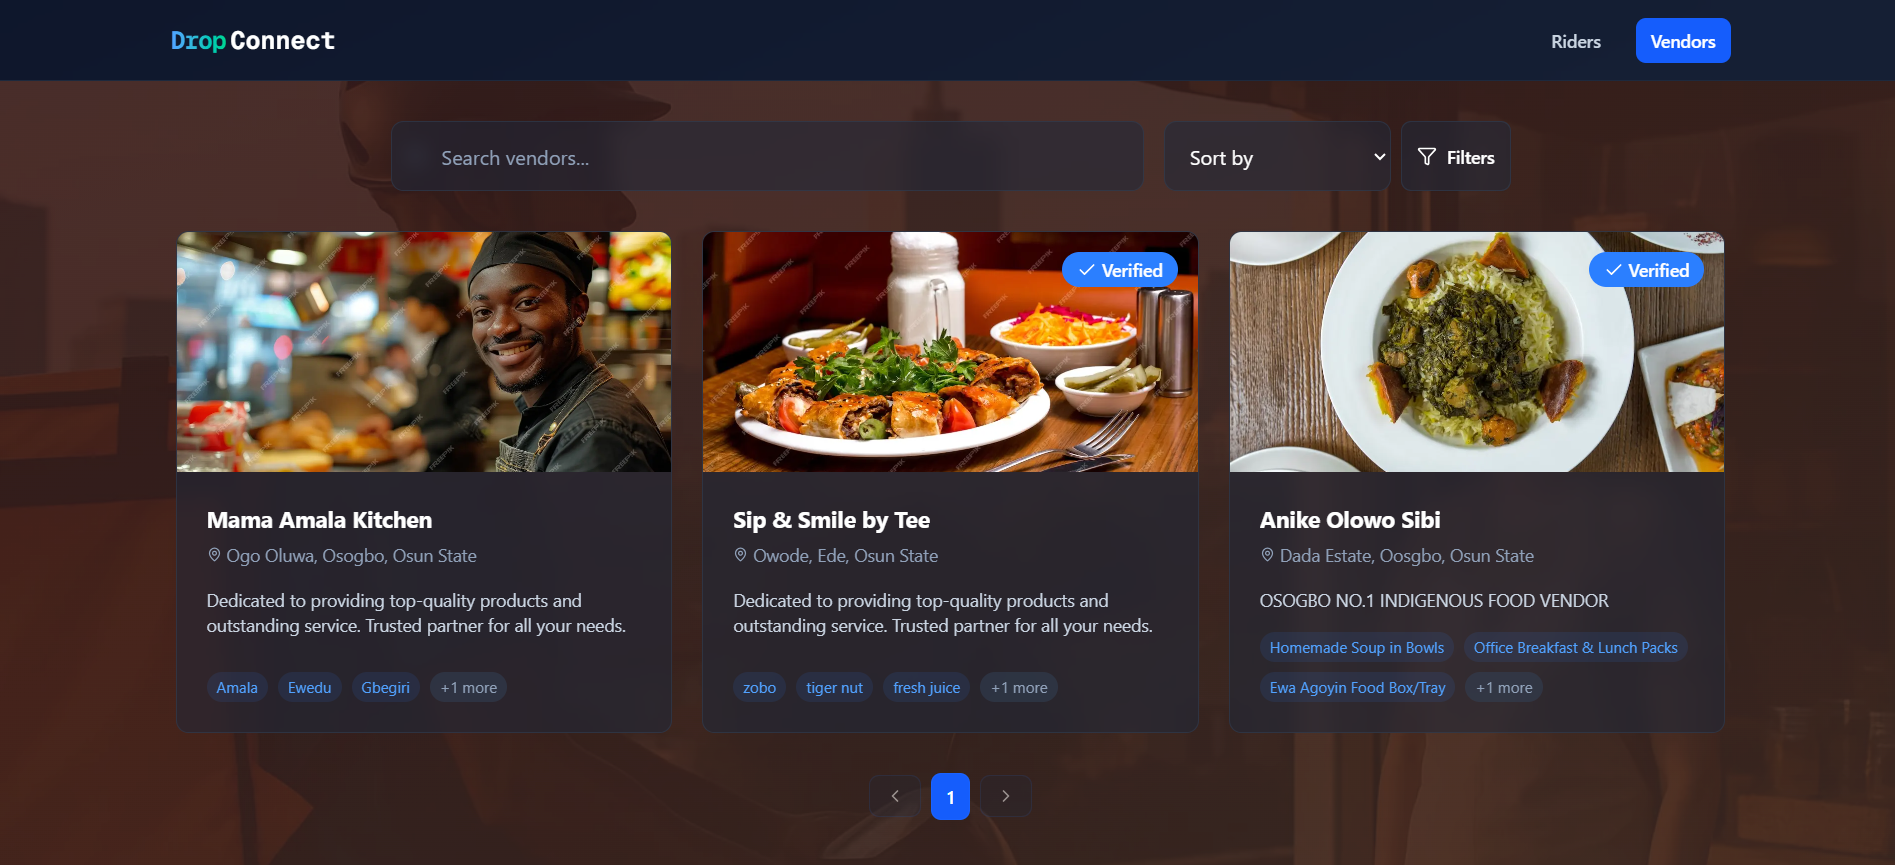 DropConnect
Riders
Vendors
Search vendors...
Sort by
Filters
Verified
Verified
Mama Amala Kitchen
Ogo Oluwa, Osogbo, Osun State
Dedicated to providing top-quality products and
outstanding service. Trusted partner for all your needs.
Amala
Ewedu
Gbegiri
+1 more
Sip & Smile by Tee
Owode, Ede, Osun State
Dedicated to providing top-quality products and
outstanding service. Trusted partner for all your needs.
zobo
tiger nut
fresh juice
+1 more
Anike Olowo Sibi
Dada Estate, Oosgbo, Osun State
OSOGBO NO.1 INDIGENOUS FOOD VENDOR
Homemade Soup in Bowls
Office Breakfast & Lunch Packs
Ewa Agoyin Food Box/Tray
+1 more
1